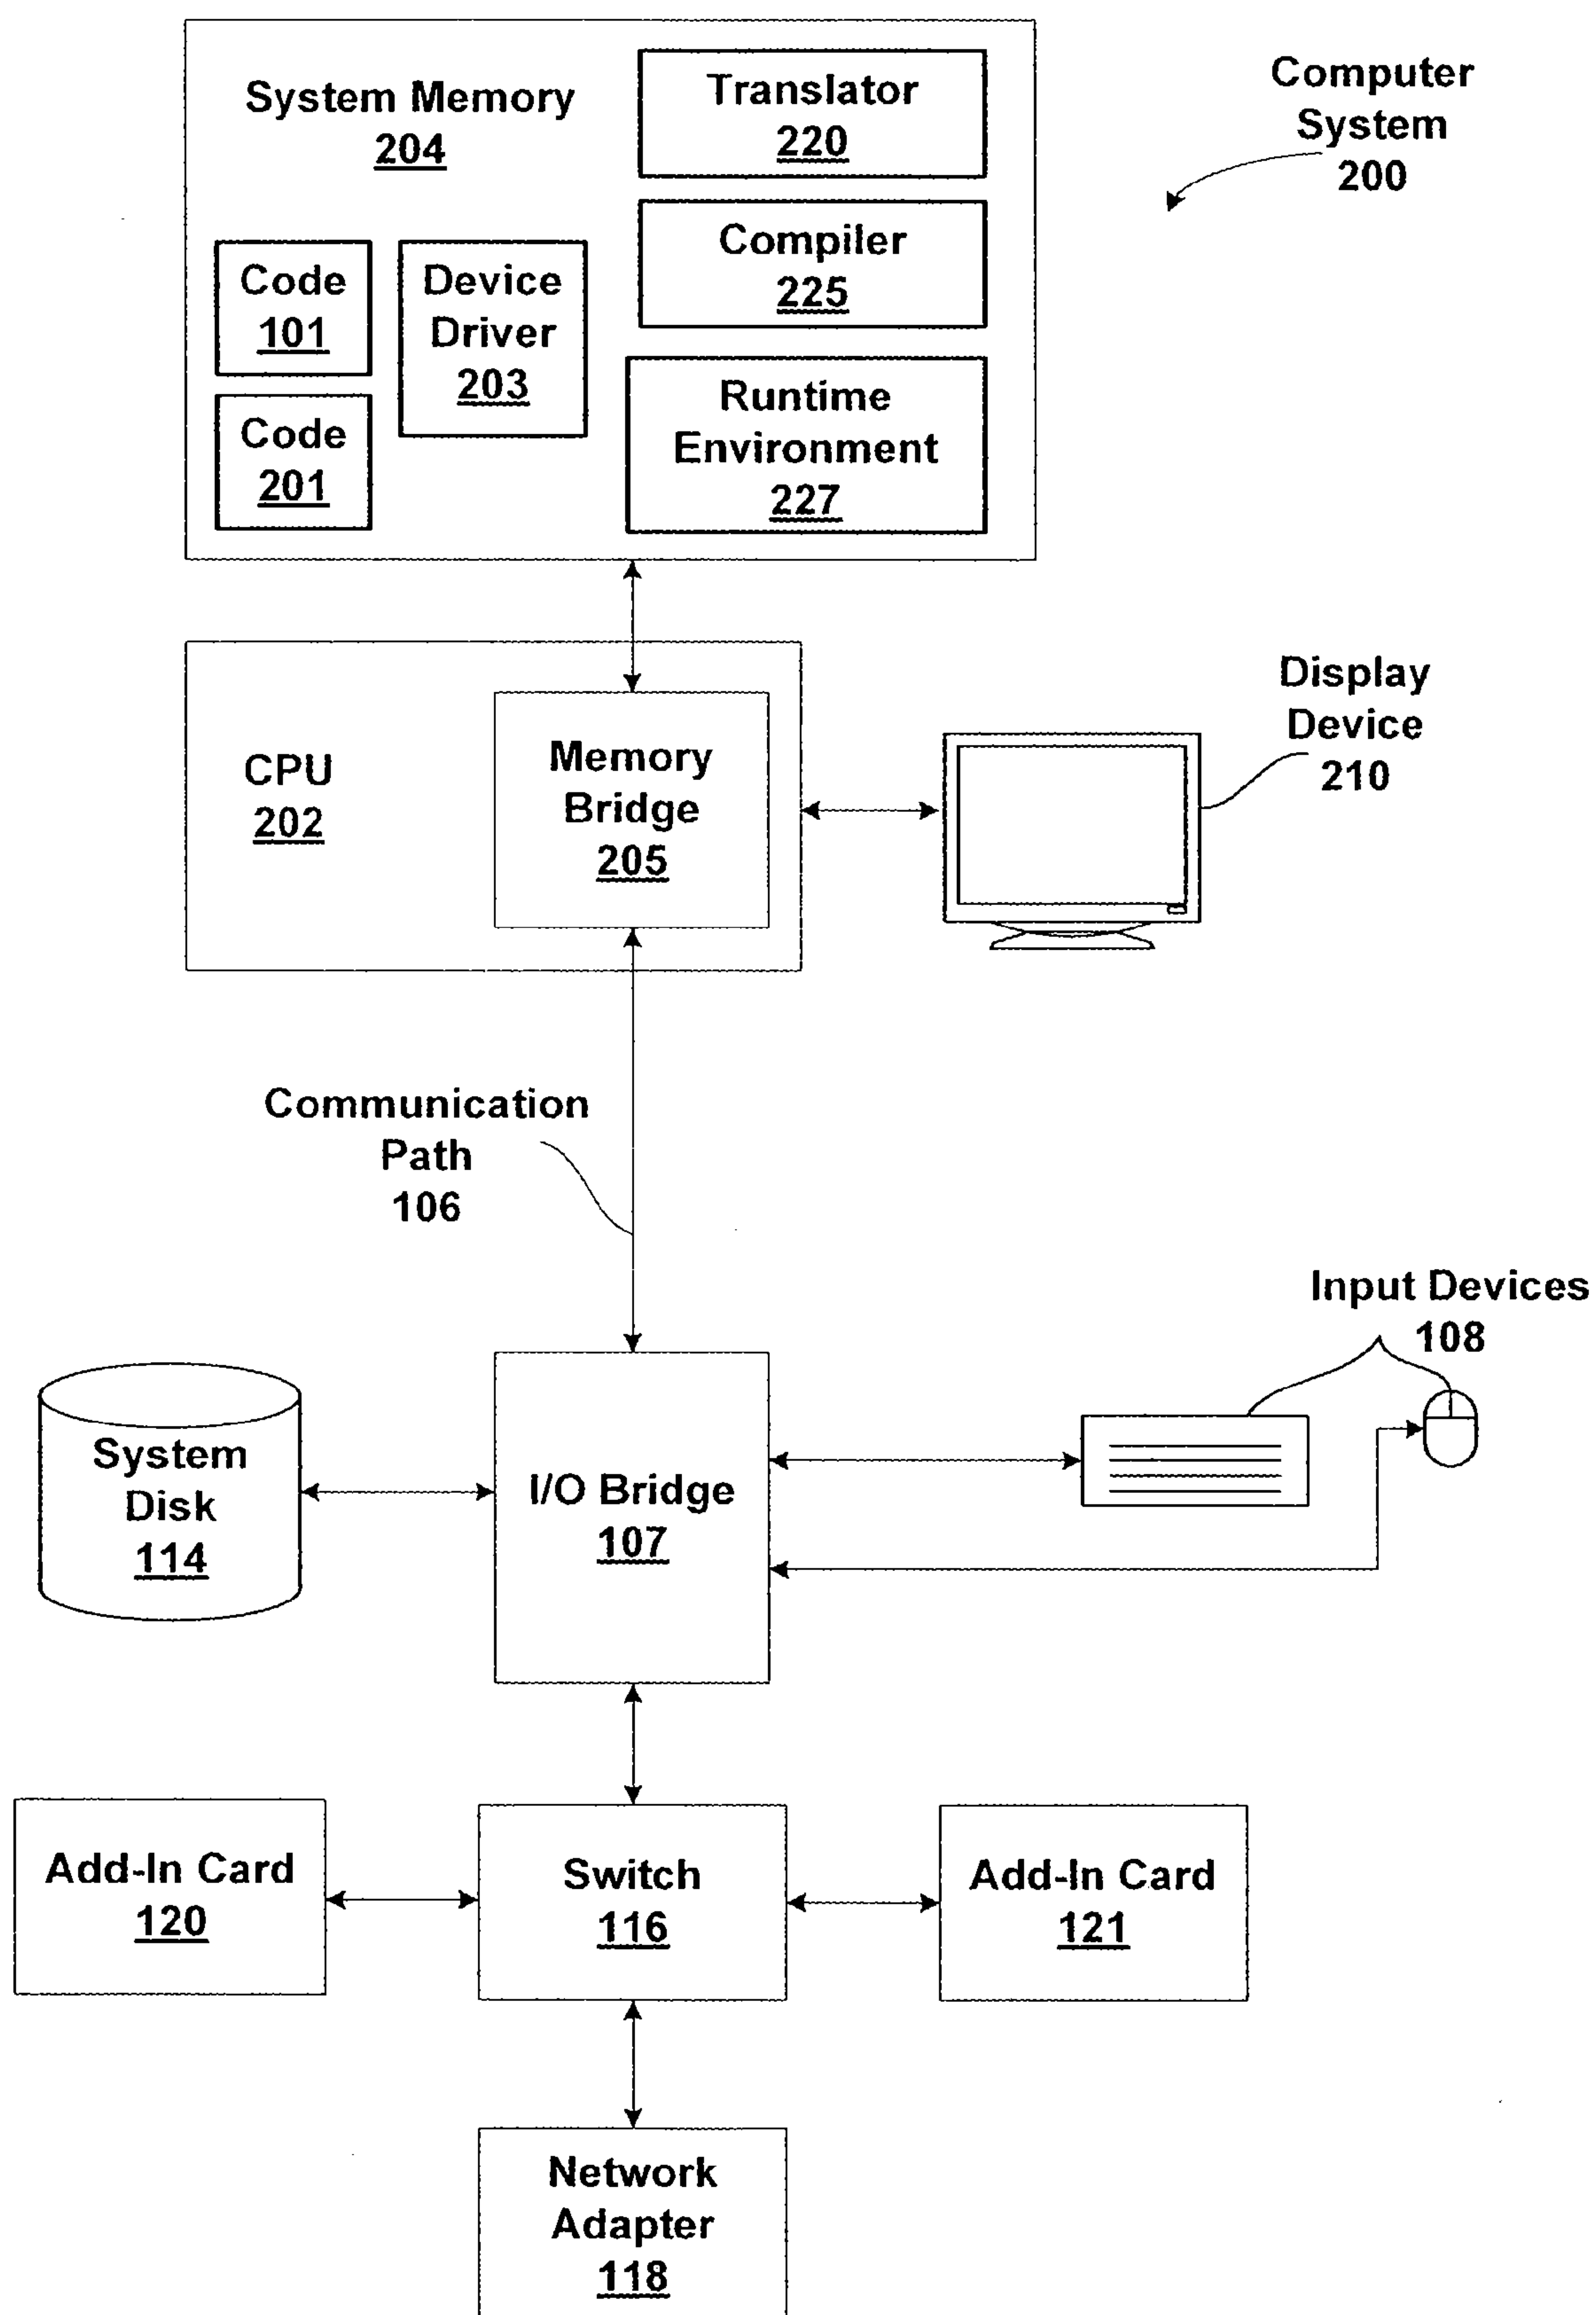 System Memory
204
Translator
220
Compiler
225
Code
101
Device
Driver
203
Code
201
Runtime
Environment
227
Computer
System
200
CPU
202
Memory
Bridge
205
Display
Device
210
Communication
Path
106
Input Devices
108
System
Disk
114
I/O Bridge
107
Add-In Card
120
Switch
116
Add-In Card
121
Network
Adapter
118